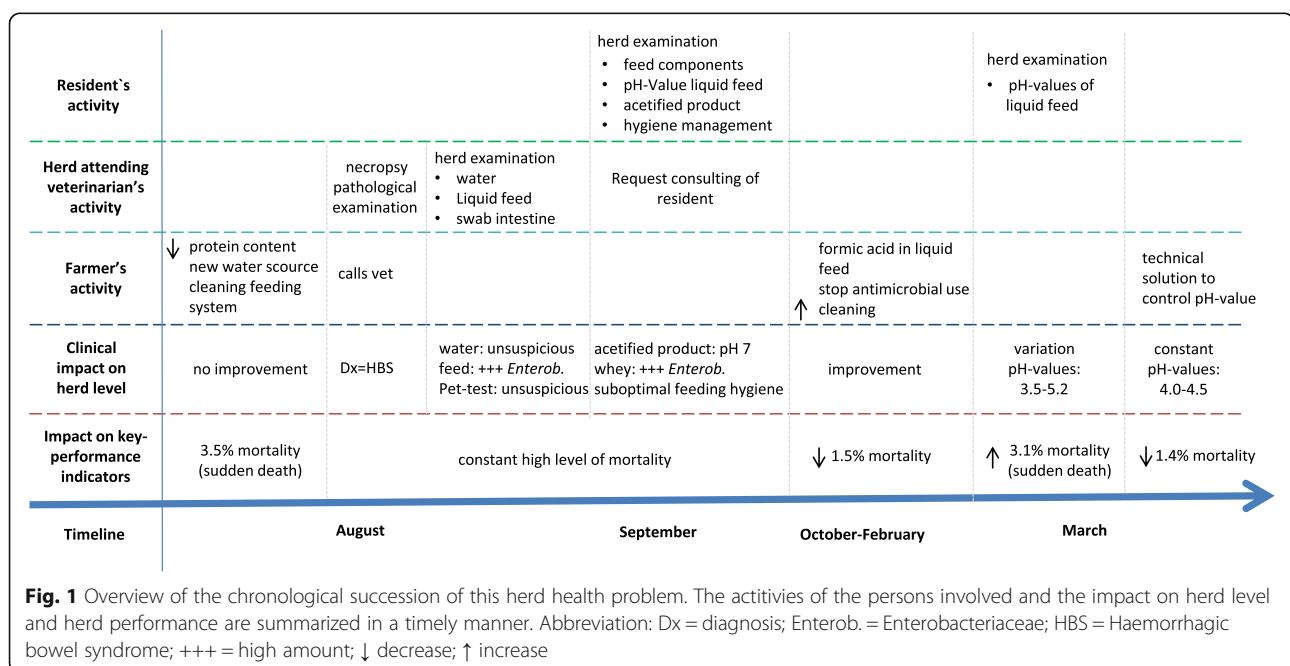 Resident`s
activity
herd examination
• feed components
• pH-Value liquid feed
• acetified product
• hygiene management
herd examination
• pH-values of
liquid feed
Herd attending
veterinarian’s
activity
necropsy
pathological
examination
herd examination
• water
• Liquid feed
• swab intestine
Request consulting of
resident
Farmer’s
activity
↓ protein content
new water scource
cleaning feeding
system
calls vet
formic acid in liquid
feed
stop antimicrobial use
↑ cleaning
technical
solution to
control pH-value
Clinical
impact on
herd level
no improvement
Dx=HBS
water: unsuspicious
feed: +++ Enterob.
Pet-test: unsuspicious
acetified product: pH 7
whey: +++ Enterob.
suboptimal feeding hygiene
improvement
variation
pH-values:
3.5-5.2
constant
pH-values:
4.0-4.5
Impact on key-
performance
indicators
3.5% mortality
(sudden death)
constant high level of mortality
↓ 1.5% mortality
↑ 3.1% mortality
(sudden death)
↓ 1.4% mortality
Timeline
August
September
October-February
March
Fig. 1 Overview of the chronological succession of this herd health problem. The actitivies of the persons involved and the impact on herd level
and herd performance are summarized in a timely manner. Abbreviation: Dx = diagnosis; Enterob. = Enterobacteriaceae; HBS = Haemorrhagic
bowel syndrome; +++ = high amount; ↓ decrease; ↑ increase